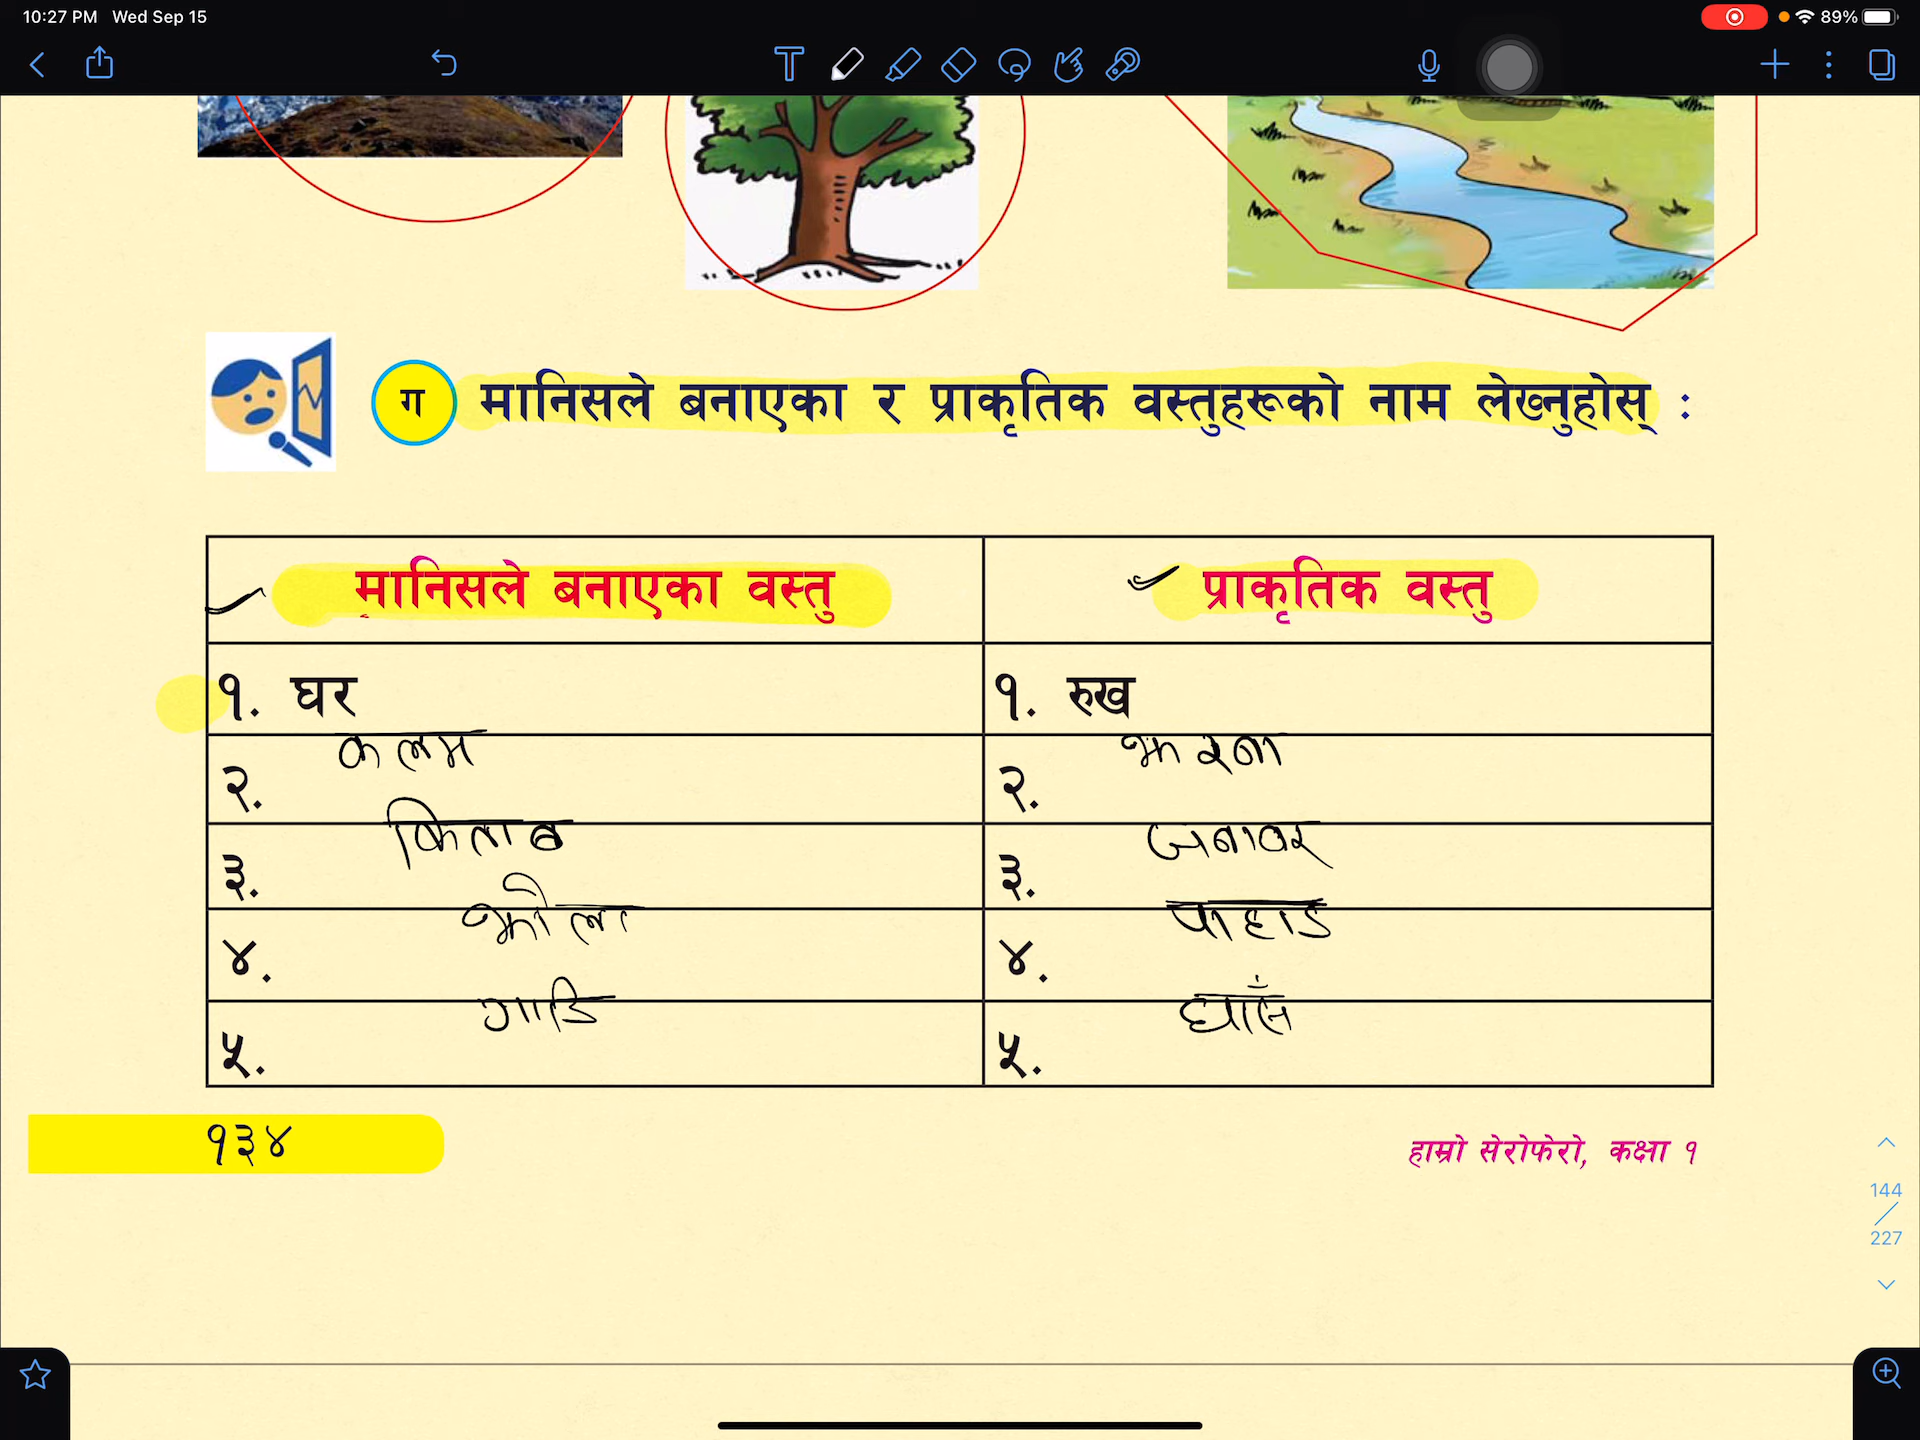 10:27 PM Wed Sep 15
89%
ग मानिसले बनाएका र प्राकृतिक वस्तुहरूको नाम लेख्नुहोस् :
मानिसले बनाएका वस्तु
प्राकृतिक वस्तु
१. घर
१. रुख
२. कलम
२. झरना
३. किताब
३. जनावर
४. झोला
४. पाहाड
५. गाडि
५. घाँस
१३४
हाम्रो सेरोफेरो, कक्षा १
144
227